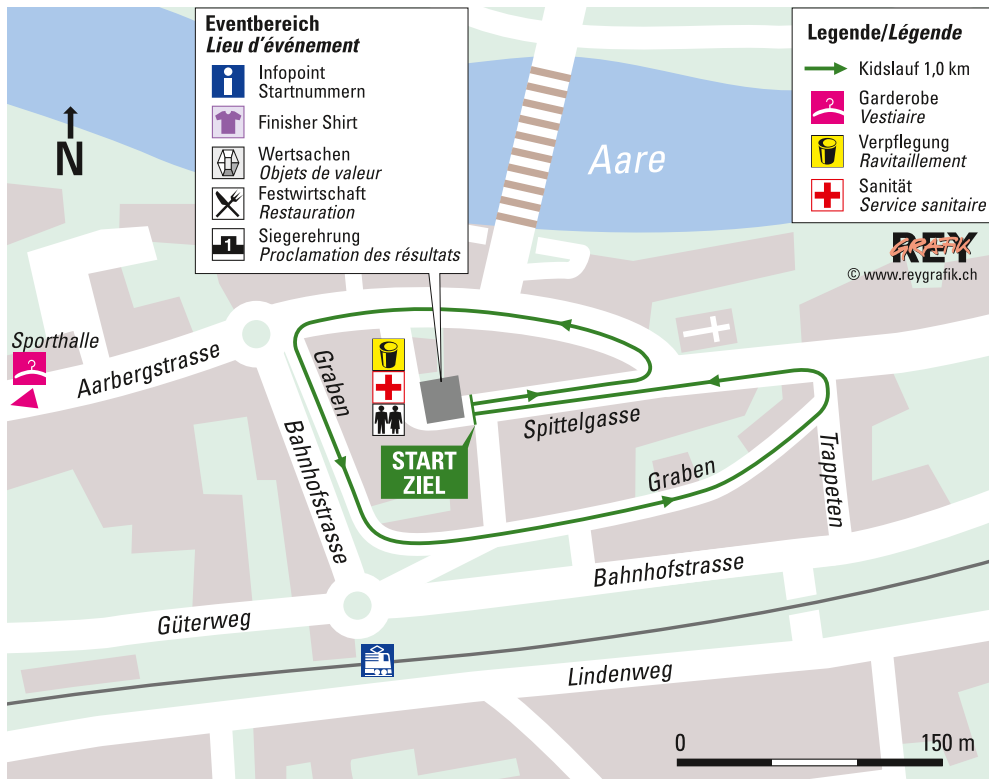 Eventbereich
Lieu d'événement
Infopoint
Startnummern
Finisher Shirt
Wertsachen
Objets de valeur
Festwirtschaft
Restauration
1
Siegerehrung
Proclamation des résultats
Legende/Légende
Kidslauf 1,0 km
Garderobe
Vestiaire
Verpflegung
Ravitaillement
Sanität
Service sanitaire
REY
GRAFIK
© www.reygrafik.ch
N
Aare
Sporthalle
Aarbergstrasse
Graben
Bahnhofstrasse
START
ZIEL
Spittelgasse
Graben
Trappeten
Bahnhofstrasse
Güterweg
Lindenweg
0
150 m